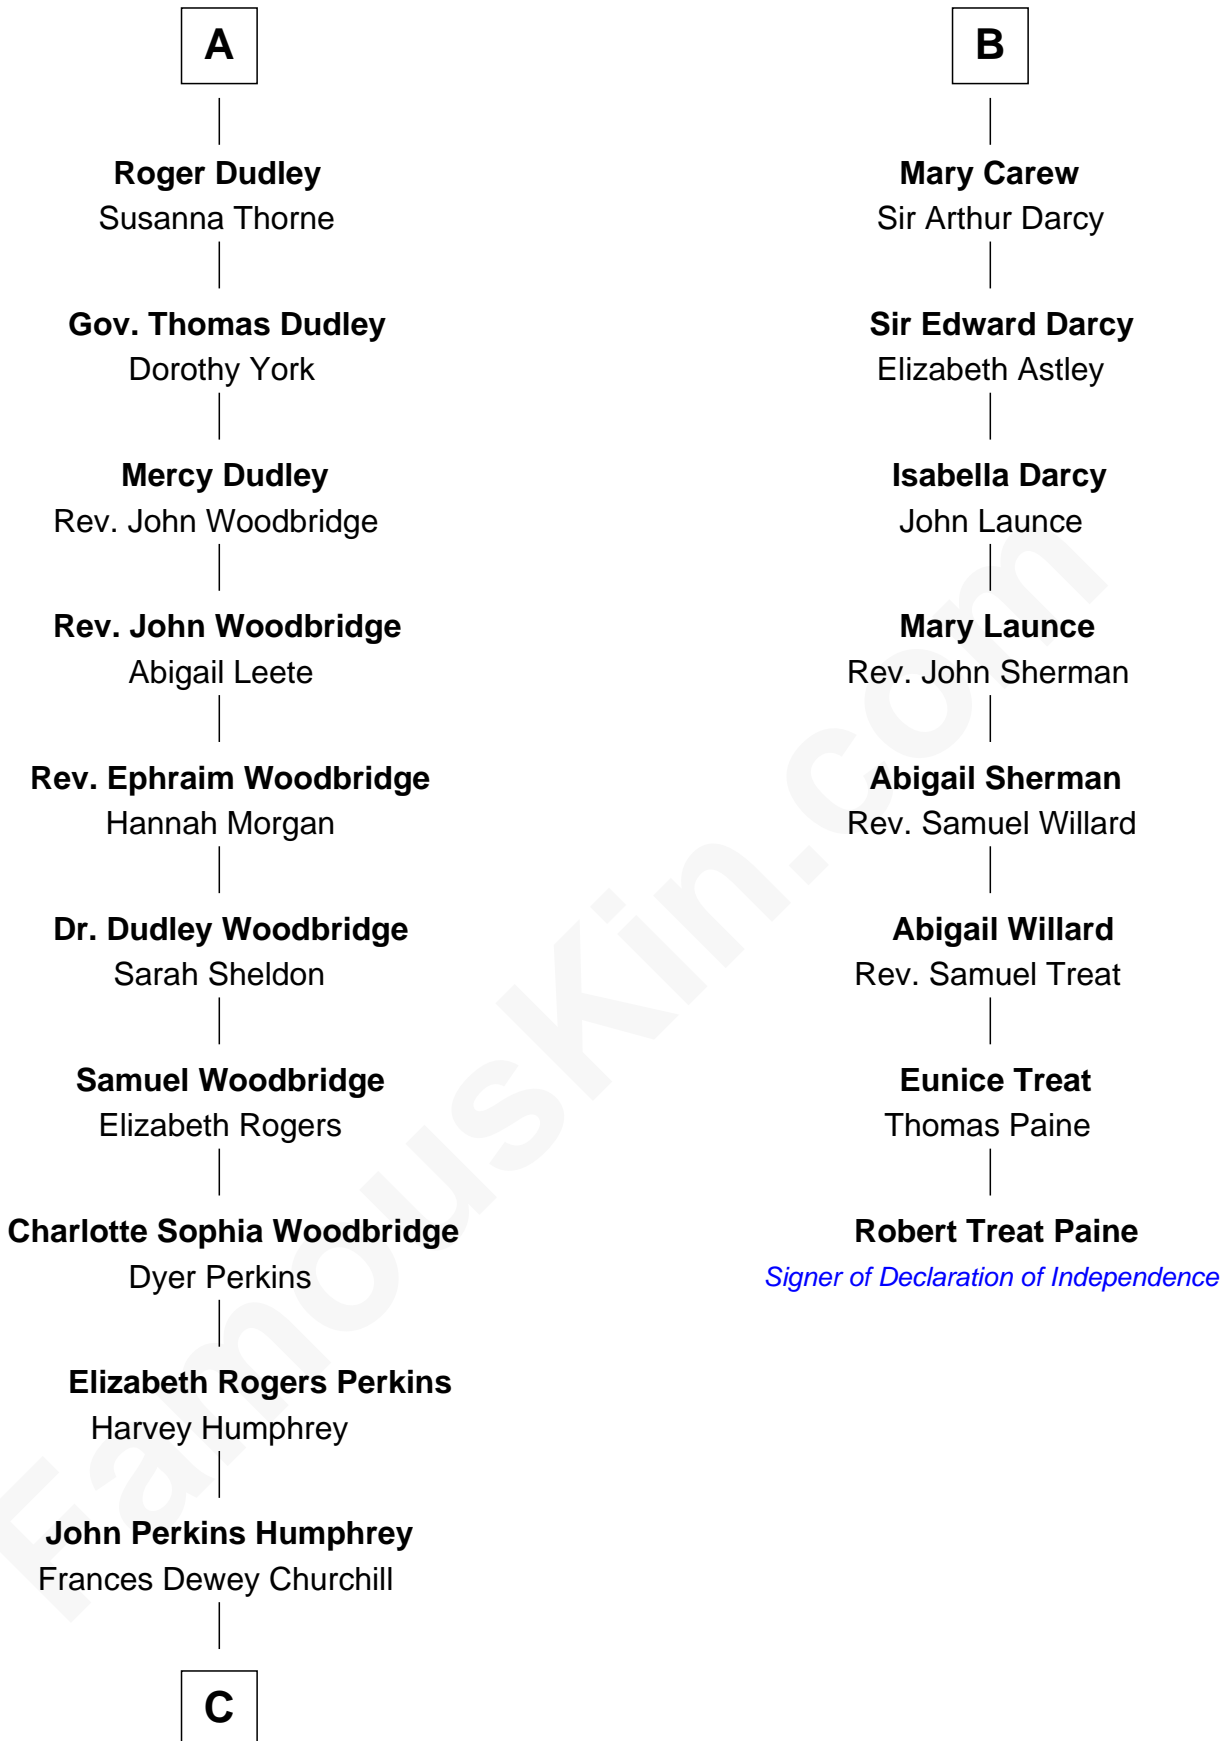 A
Roger Dudley
Susanna Thorne
Gov. Thomas Dudley
Dorothy York
Mercy Dudley
Rev. John Woodbridge
Rev. John Woodbridge
Abigail Leete
Rev. Ephraim Woodbridge
Hannah Morgan
Dr. Dudley Woodbridge
Sarah Sheldon
Samuel Woodbridge
Elizabeth Rogers
Charlotte Sophia Woodbridge
Dyer Perkins
Elizabeth Rogers Perkins
Harvey Humphrey
John Perkins Humphrey
Frances Dewey Churchill
C
B
Mary Carew
Sir Arthur Darcy
Sir Edward Darcy
Elizabeth Astley
Isabella Darcy
John Launce
Mary Launce
Rev. John Sherman
Abigail Sherman
Rev. Samuel Willard
Abigail Willard
Rev. Samuel Treat
Eunice Treat
Thomas Paine
Robert Treat Paine
Signer of Declaration of Independence
FamousKin.com